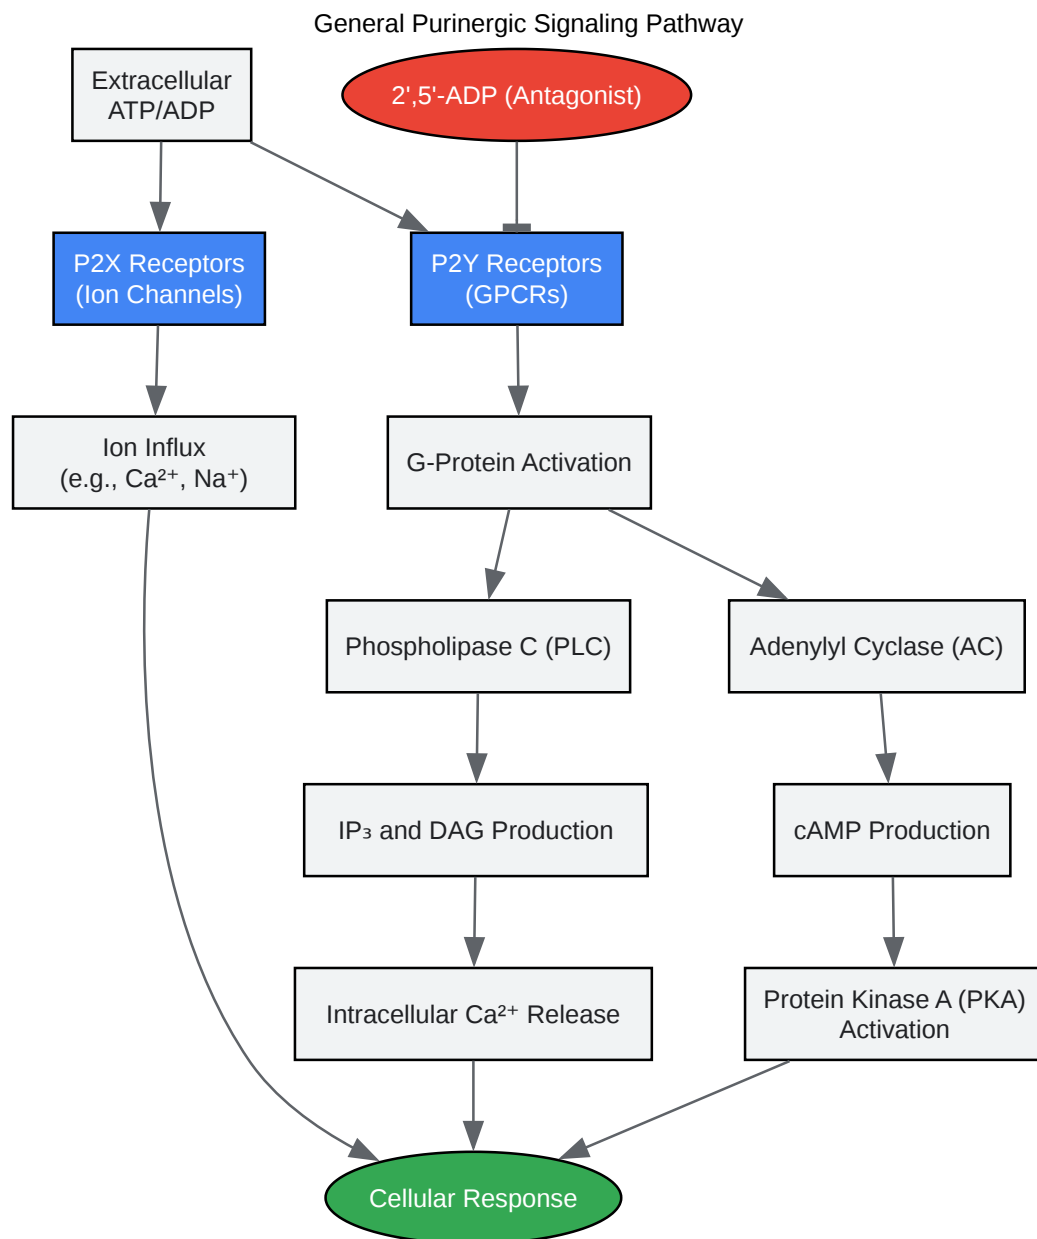 General Purinergic Signaling Pathway
Extracellular
ATP/ADP
2',5'-ADP (Antagonist)
P2X Receptors
(Ion Channels)
P2Y Receptors
(GPCRs)
Ion Influx
(e.g., Ca²⁺, Na⁺)
G-Protein Activation
Phospholipase C (PLC)
Adenylyl Cyclase (AC)
IP₃ and DAG Production
cAMP Production
Intracellular Ca²⁺ Release
Protein Kinase A (PKA)
Activation
Cellular Response